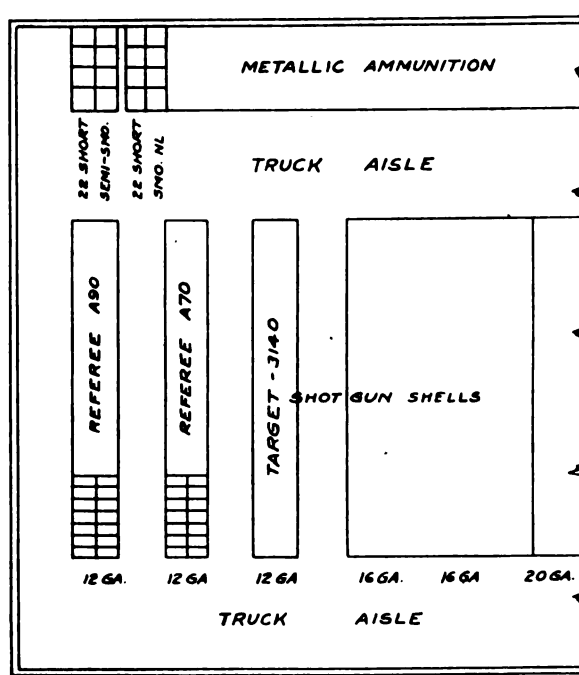 METALLIC AMMUNITION
22 SHORT
SEMI-SMO.
22 SHORT
SMO. NL
TRUCK AISLE
REFEREE A90
REFEREE A70
TARGET - 3140
SHOT GUN SHELLS
12 GA.
12 GA
12 GA
16 GA.
16 GA
20 GA.
TRUCK AISLE